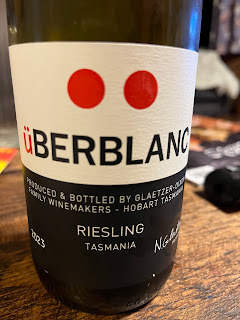 üBERBLANC
PRODUCED & BOTTLED BY GLAETZER-DIXON
FAMILY WINEMAKERS - HOBART TASMANIA
RIESLING
TASMANIA
2023